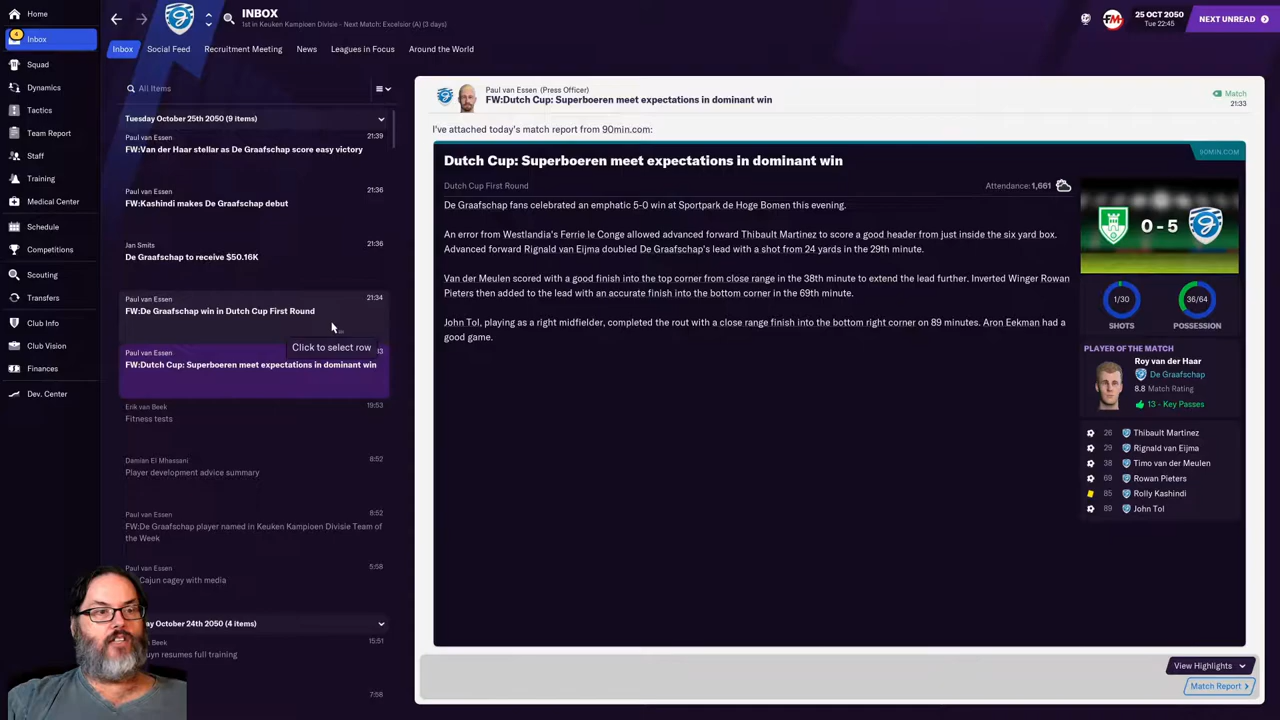 Home
INBOX
1st in Keuken Kampioen Divisie - Next Match: Excelsior (A) (3 days)
25 OCT 2050
Tue 22:45
NEXT UNREAD
4
Inbox
Inbox
Social Feed
Recruitment Meeting
News
Leagues in Focus
Around the World
Squad
Dynamics
Tactics
Team Report
Staff
Training
Medical Center
Schedule
Competitions
Scouting
Transfers
Club Info
Club Vision
Finances
Dev. Center
All Items
Tuesday October 25th 2050 (9 items)
Paul van Essen 21:39
FW:Van der Haar stellar as De Graafschap score easy victory
Paul van Essen 21:36
FW:Kashindi makes De Graafschap debut
Jan Smits 21:36
De Graafschap to receive $50.16K
Paul van Essen 21:34
FW:De Graafschap win in Dutch Cup First Round
Click to select row
Paul van Essen
FW:Dutch Cup: Superboeren meet expectations in dominant win
Erik van Beek 19:53
Fitness tests
Damian El Mhassani 8:52
Player development advice summary
Paul van Essen 8:52
FW:De Graafschap player named in Keuken Kampioen Divisie Team of
the Week
Paul van Essen 5:58
Cajun cagey with media
ay October 24th 2050 (4 items)
n Beek 15:51
uyn resumes full training
7:58
Paul van Essen (Press Officer)
FW:Dutch Cup: Superboeren meet expectations in dominant win
Match
21:33
I've attached today's match report from 90min.com:
Dutch Cup: Superboeren meet expectations in dominant win
90MIN.COM
Dutch Cup First Round
Attendance: 1,661
De Graafschap fans celebrated an emphatic 5-0 win at Sportpark de Hoge Bomen this evening.
An error from Westlandia's Ferrie le Conge allowed advanced forward Thibault Martinez to score a good header from just inside the six yard box.
Advanced forward Rignald van Eijma doubled De Graafschap's lead with a shot from 24 yards in the 29th minute.
Van der Meulen scored with a good finish into the top corner from close range in the 38th minute to extend the lead further. Inverted Winger Rowan
Pieters then added to the lead with an accurate finish into the bottom corner in the 69th minute.
John Tol, playing as a right midfielder, completed the rout with a close range finish into the bottom right corner on 89 minutes. Aron Eekman had a
good game.
0 - 5
1/30
36/64
SHOTS
POSSESSION
PLAYER OF THE MATCH
Roy van der Haar
De Graafschap
8.8 Match Rating
13 - Key Passes
26 Thibault Martinez
29 Rignald van Eijma
38 Timo van der Meulen
69 Rowan Pieters
85 Rolly Kashindi
89 John Tol
View Highlights
Match Report